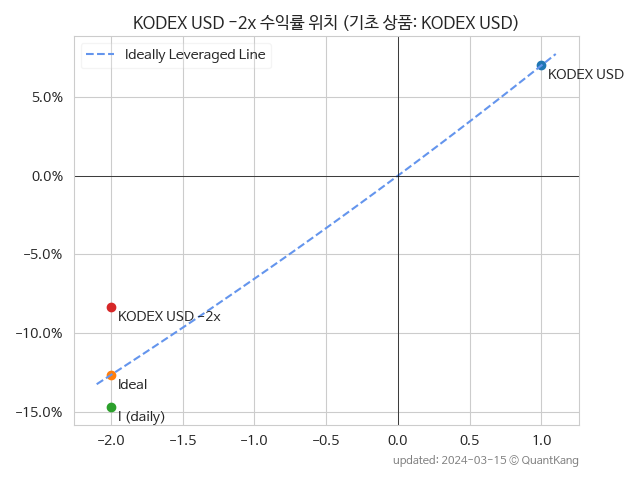 KODEX USD -2x 수익률 위치 (기초 상품: KODEX USD)
Ideally Leveraged Line
KODEX USD
5.0%
0.0%
-5.0%
KODEX USD -2x
-10.0%
Ideal
-15.0%
I (daily)
-2.0 -1.5 -1.0 -0.5 0.0 0.5 1.0
updated: 2024-03-15 © QuantKang